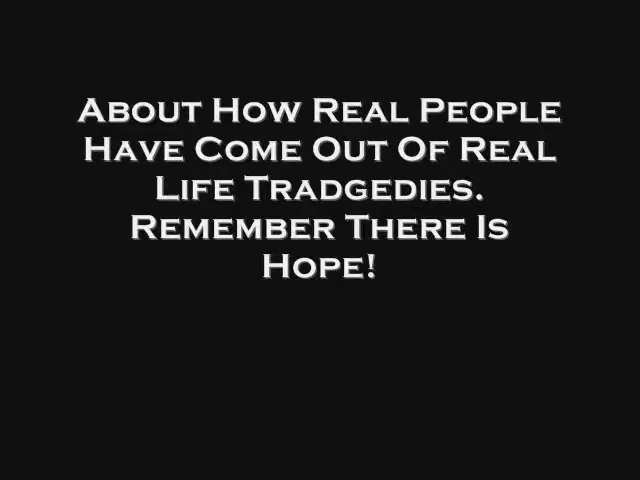 About How Real People
Have Come Out Of Real
Life Tradgedies.
Remember There Is
Hope!